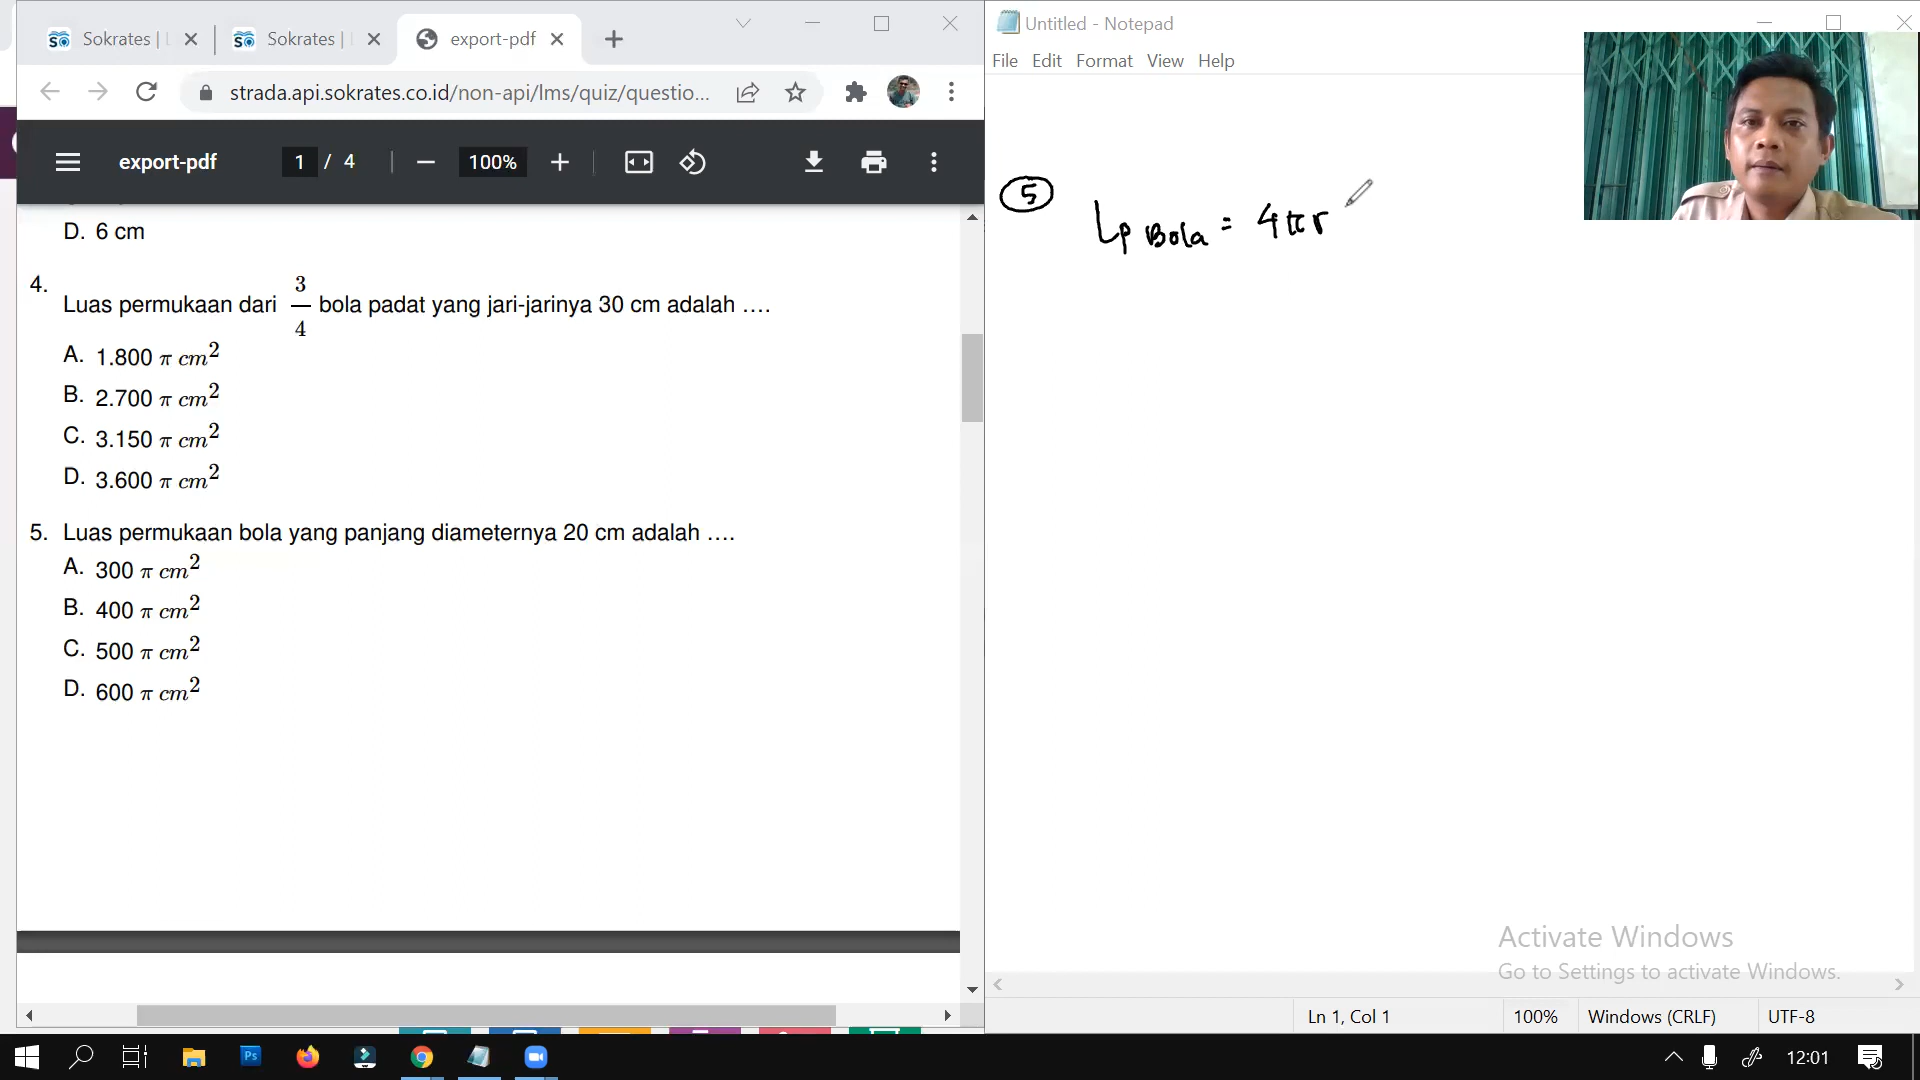 Sokrates |
Sokrates |
export-pdf
Untitled - Notepad
File Edit Format View Help
strada.api.sokrates.co.id/non-api/lms/quiz/questio...
export-pdf 1 / 4 100%
D. 6 cm
4. Luas permukaan dari 3/4 bola padat yang jari-jarinya 30 cm adalah ….
A. 1.800 π cm²
B. 2.700 π cm²
C. 3.150 π cm²
D. 3.600 π cm²
5. Luas permukaan bola yang panjang diameternya 20 cm adalah ….
A. 300 π cm²
B. 400 π cm²
C. 500 π cm²
D. 600 π cm²
5
Lp Bola = 4πr
Activate Windows
Go to Settings to activate Windows.
Ln 1, Col 1 100% Windows (CRLF) UTF-8
Ps
12:01